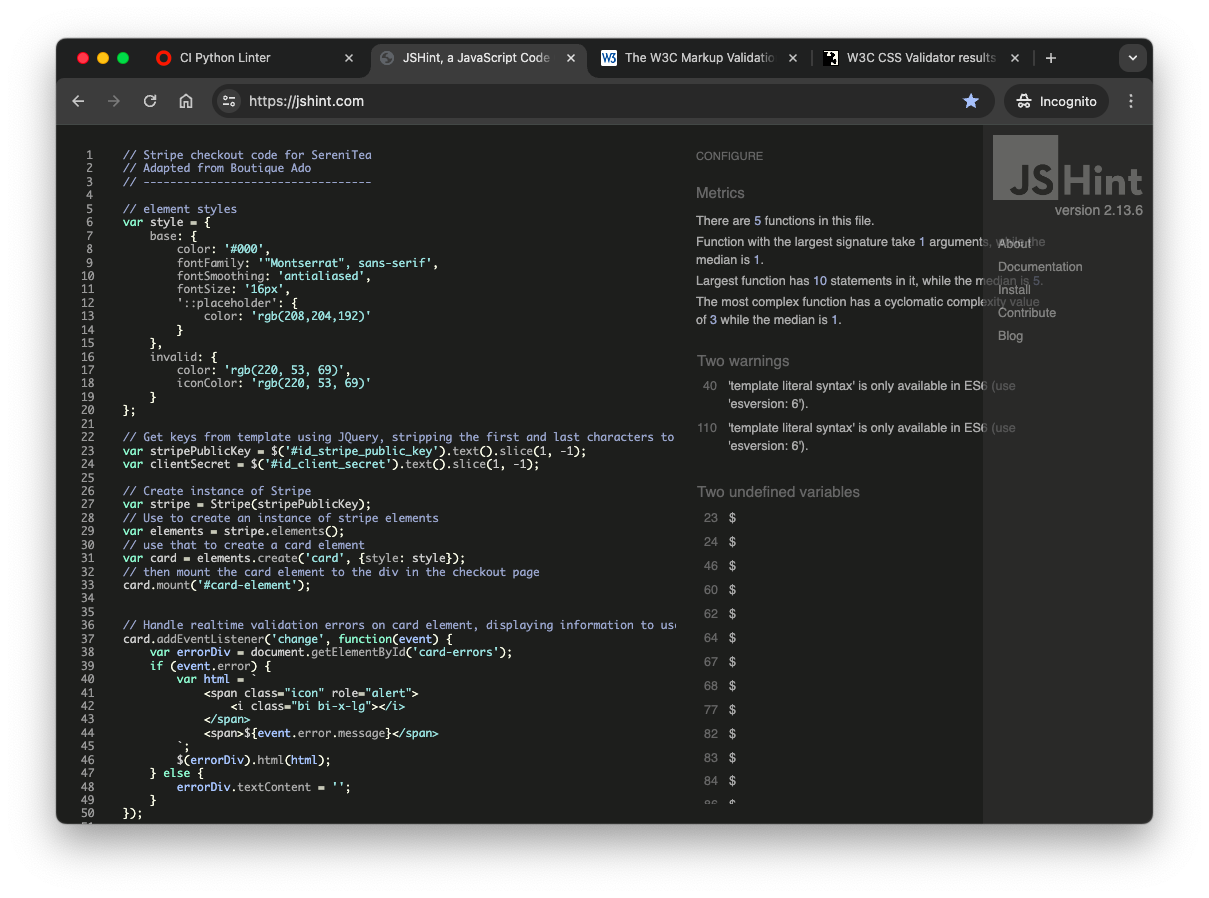 CI Python Linter
JSHint, a JavaScript Code
The W3C Markup Validatio
W3C CSS Validator results
https://jshint.com
Incognito
1 // Stripe checkout code for SereniTea
2 // Adapted from Boutique Ado
3 // ----------------------------------
4
5 // element styles
6 var style = {
7 base: {
8 color: '#000',
9 fontFamily: '"Montserrat", sans-serif',
10 fontSmoothing: 'antialiased',
11 fontSize: '16px',
12 '::placeholder': {
13 color: 'rgb(208,204,192)'
14 }
15 },
16 invalid: {
17 color: 'rgb(220, 53, 69)',
18 iconColor: 'rgb(220, 53, 69)'
19 }
20 };
21
22 // Get keys from template using JQuery, stripping the first and last characters to
23 var stripePublicKey = $('#id_stripe_public_key').text().slice(1, -1);
24 var clientSecret = $('#id_client_secret').text().slice(1, -1);
25
26 // Create instance of Stripe
27 var stripe = Stripe(stripePublicKey);
28 // Use to create an instance of stripe elements
29 var elements = stripe.elements();
30 // use that to create a card element
31 var card = elements.create('card', {style: style});
32 // then mount the card element to the div in the checkout page
33 card.mount('#card-element');
34
35
36 // Handle realtime validation errors on card element, displaying information to use
37 card.addEventListener('change', function(event) {
38 var errorDiv = document.getElementById('card-errors');
39 if (event.error) {
40 var html = `
41 <span class="icon" role="alert">
42 <i class="bi bi-x-lg"></i>
43 </span>
44 <span>${event.error.message}</span>
45 `;
46 $(errorDiv).html(html);
47 } else {
48 errorDiv.textContent = '';
49 }
50 });
CONFIGURE
Metrics
There are 5 functions in this file.
Function with the largest signature take 1 arguments, while the
median is 1.
Largest function has 10 statements in it, while the median is 5.
The most complex function has a cyclomatic complexity value
of 3 while the median is 1.
Two warnings
40 'template literal syntax' is only available in ES6 (use
'esversion: 6').
110 'template literal syntax' is only available in ES6 (use
'esversion: 6').
Two undefined variables
23 $
24 $
46 $
60 $
62 $
64 $
67 $
68 $
77 $
82 $
83 $
84 $
86 $
JSHint
version 2.13.6
About
Documentation
Install
Contribute
Blog